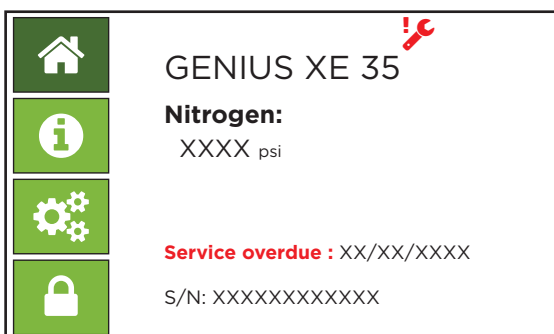 GENIUS XE 35
Nitrogen:
XXXX psi
Service overdue : XX/XX/XXXX
S/N: XXXXXXXXXXXX